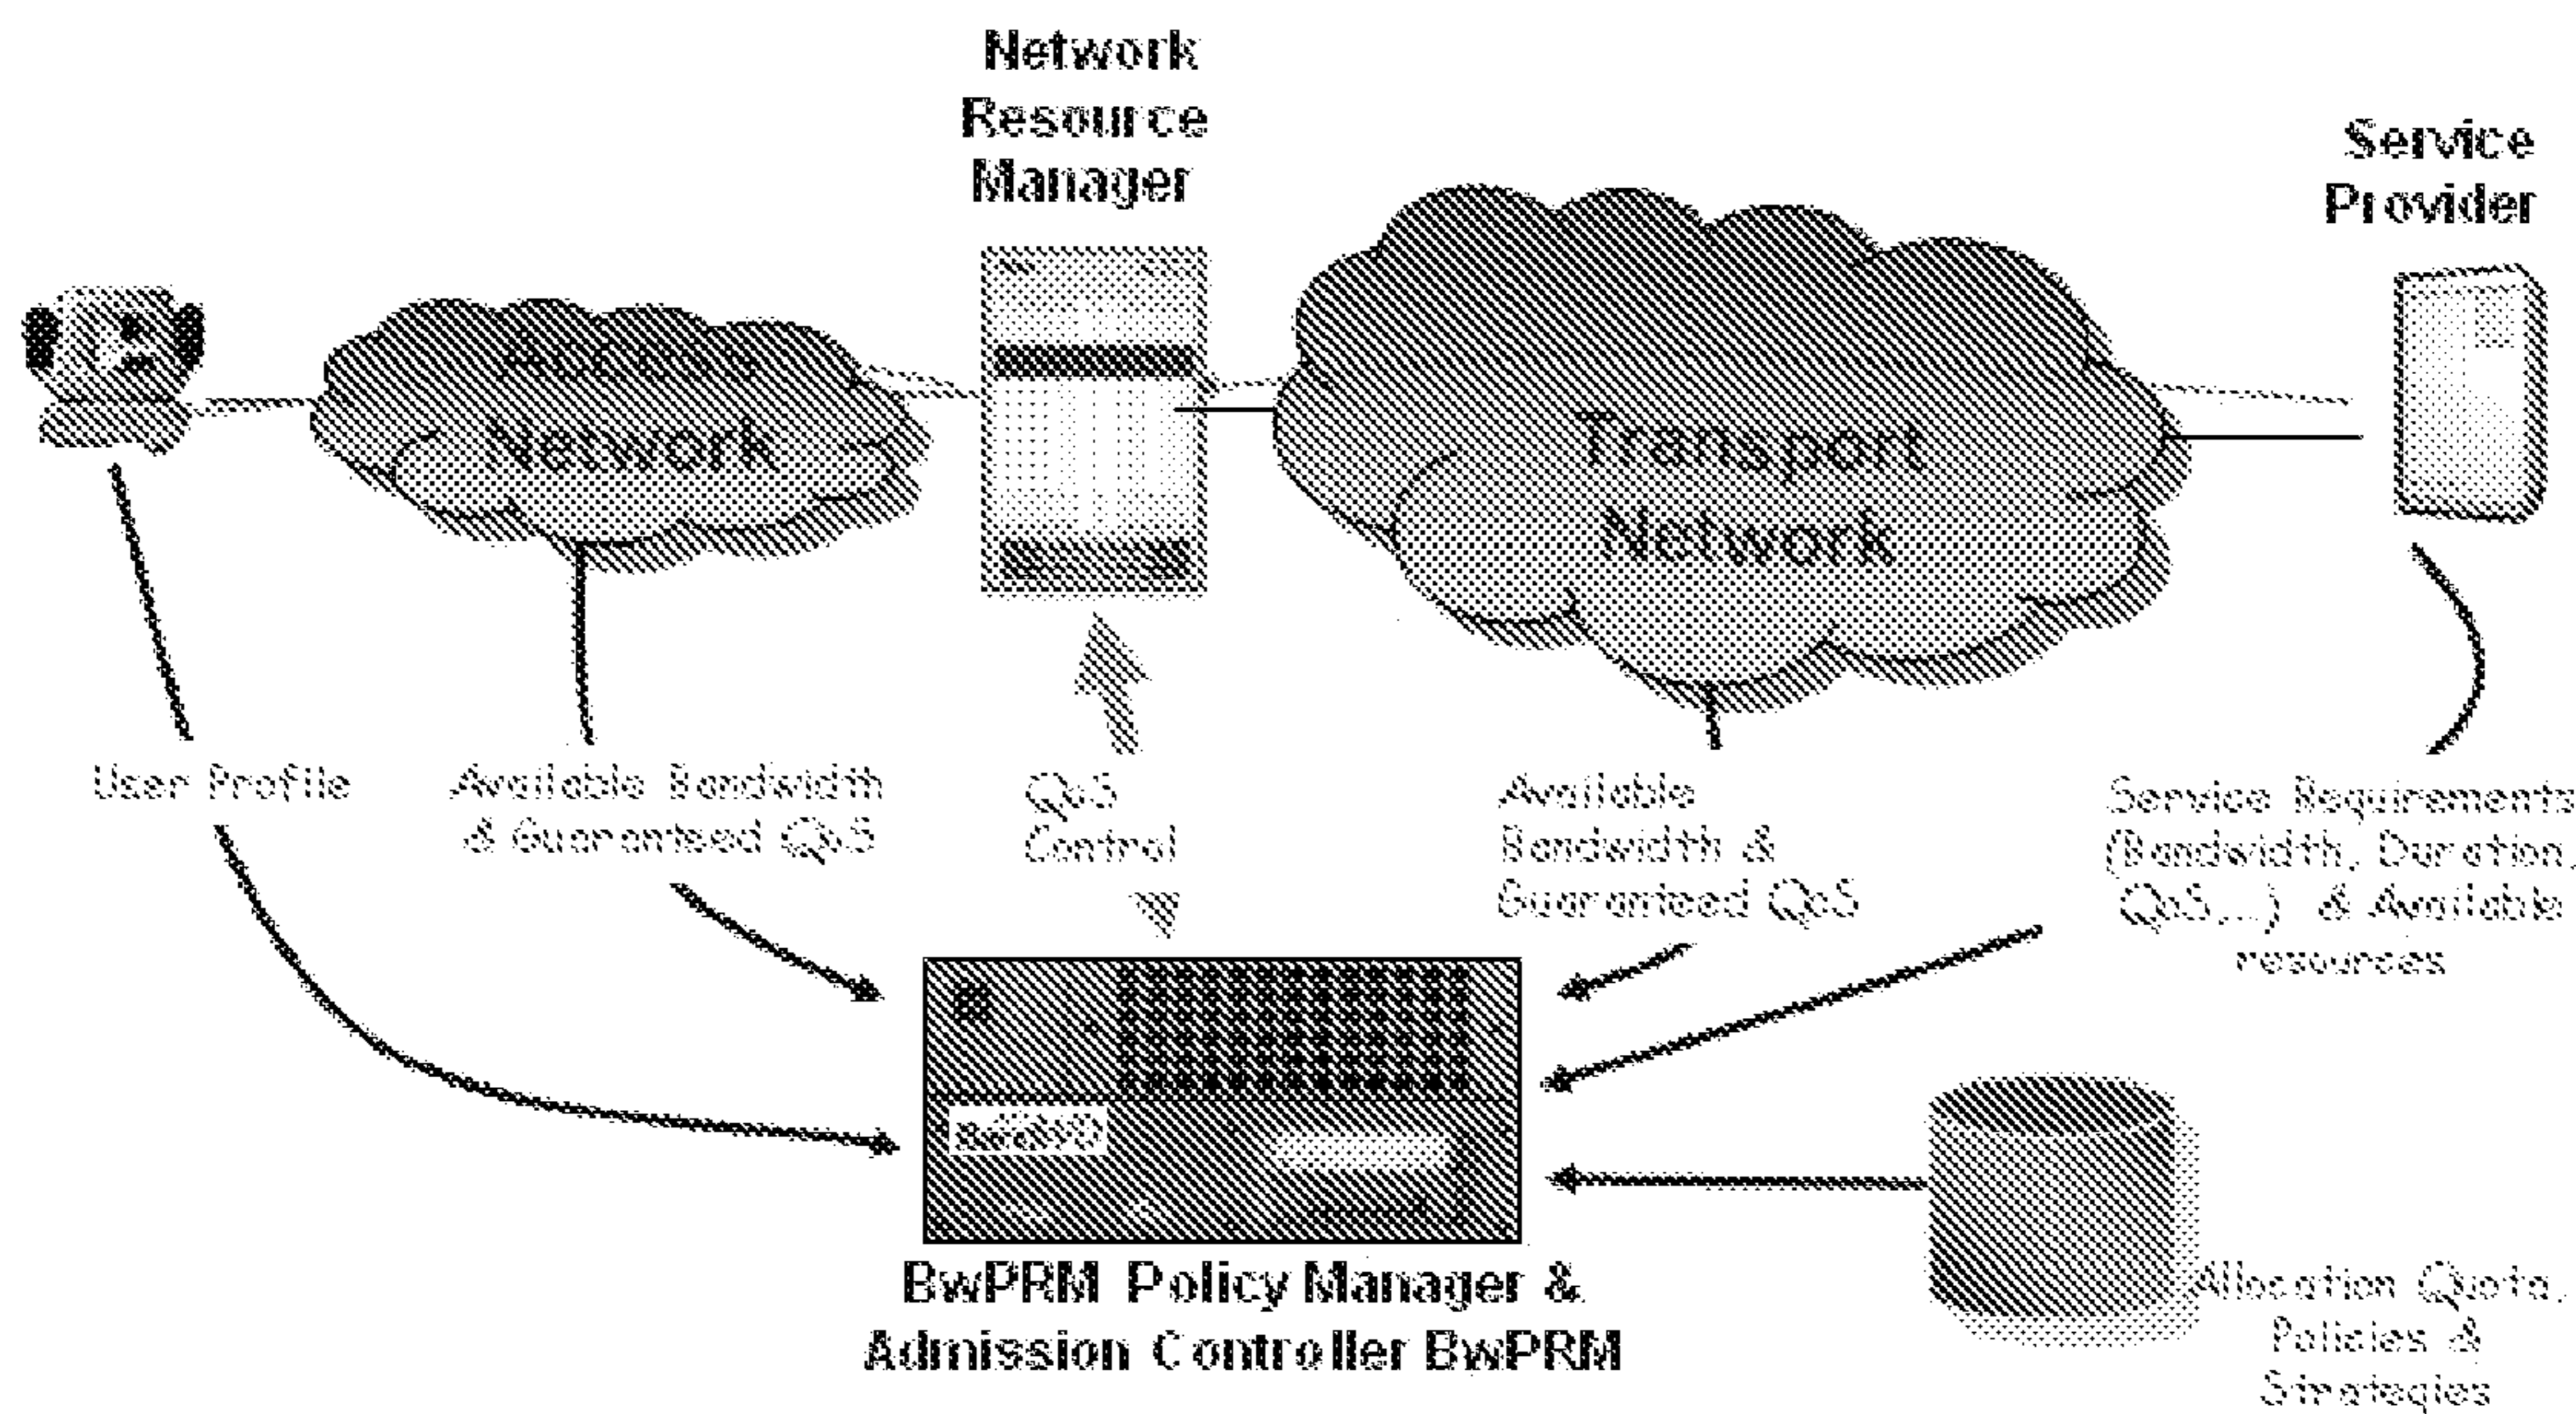 Network
Resource
Manager
Service
Provider
Access
Network
Transport
Network
User Profile
Available Bandwidth
& Guaranteed QoS
QoS
Control
Available
Bandwidth &
Guaranteed QoS
Service Requirements
(Bandwidth, Duration,
QoS,...) & Available
resources
BwPRM Policy Manager &
Admission Controller BwPRM
Allocation Quota,
Policies &
Strategies